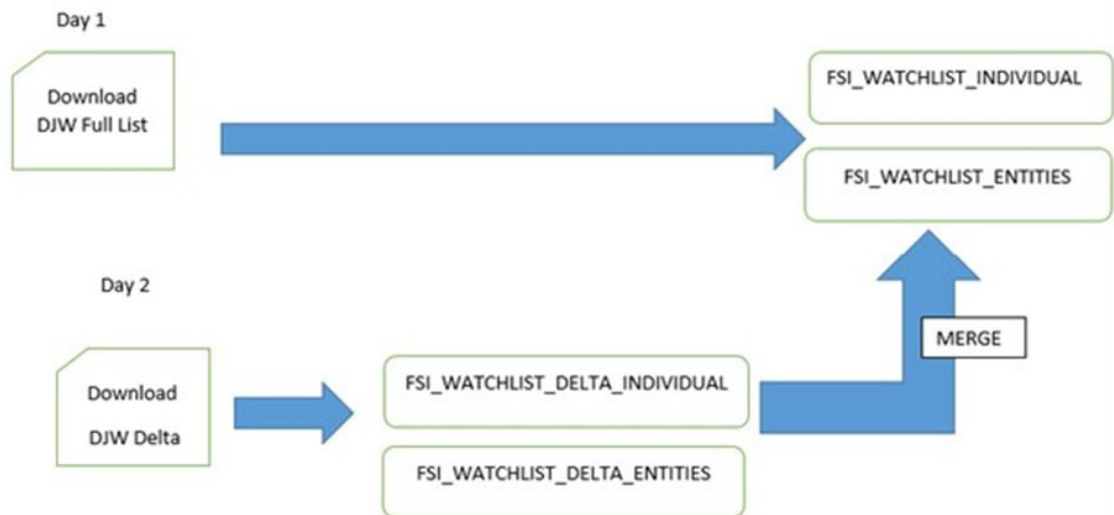 Day 1
Download
DJW Full List
FSI_WATCHLIST_INDIVIDUAL
FSI_WATCHLIST_ENTITIES
Day 2
Download
DJW Delta
FSI_WATCHLIST_DELTA_INDIVIDUAL
FSI_WATCHLIST_DELTA_ENTITIES
MERGE